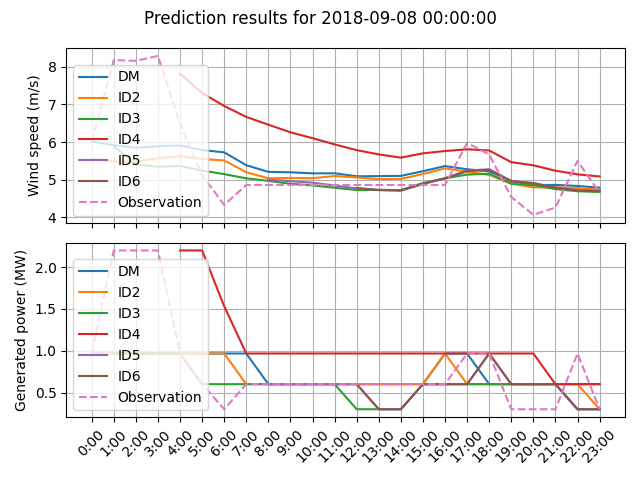 Prediction results for 2018-09-08 00:00:00
Wind speed (m/s)
8
7
6
5
4
DM
ID2
ID3
ID4
ID5
ID6
Observation
Generated power (MW)
2.0
1.5
1.0
0.5
DM
ID2
ID3
ID4
ID5
ID6
Observation
0:00 1:00 2:00 3:00 4:00 5:00 6:00 7:00 8:00 9:00 10:00 11:00 12:00 13:00 14:00 15:00 16:00 17:00 18:00 19:00 20:00 21:00 22:00 23:00